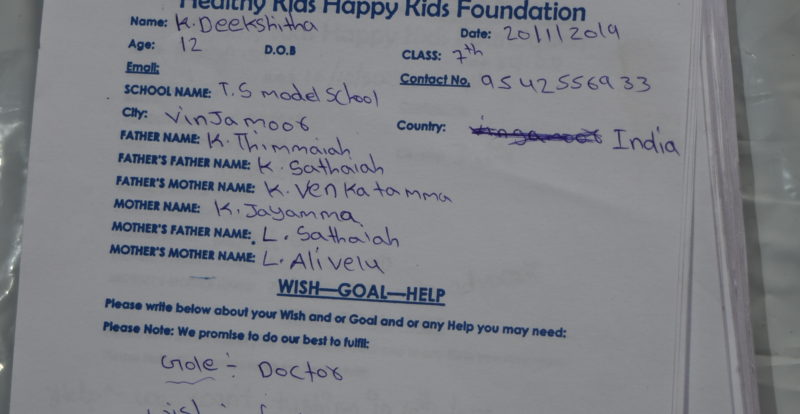 Healthy Kids Happy Kids Foundation
Name: K. Deekshitha
Date: 20/1/2019
Age: 12 D.O.B
CLASS: 7th
Email:
Contact No. 9542556933
SCHOOL NAME: T.S model School
City: Vinjamoor
Country: India
FATHER NAME: K. Thimmaiah
FATHER'S FATHER NAME: K. Sathaiah
FATHER'S MOTHER NAME: K. Venkatamma
MOTHER NAME: K. Jayamma
MOTHER'S FATHER NAME: L. Sathaiah
MOTHER'S MOTHER NAME: L. Alivelu
WISH—GOAL—HELP
Please write below about your Wish and or Goal and or any Help you may need:
Please Note: We promise to do our best to fulfil:
Gole :- Doctor